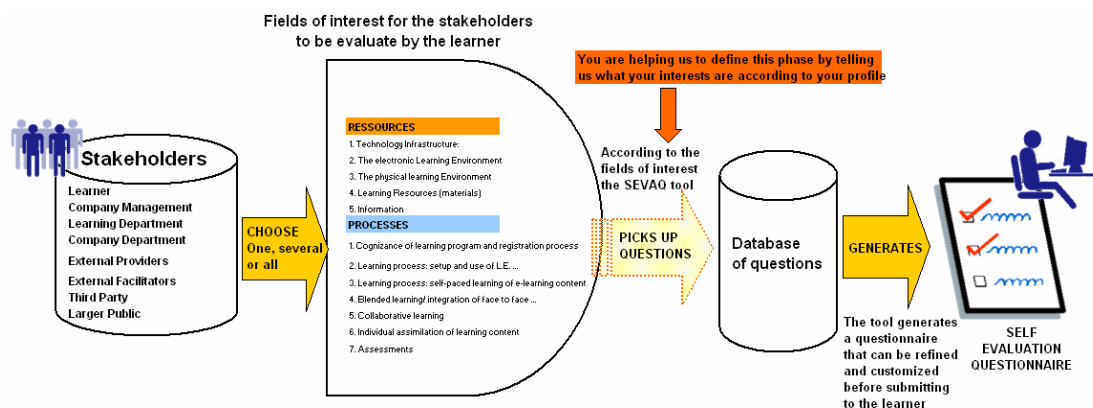 Fields of interest for the stakeholders
to be evaluate by the learner
You are helping us to define this phase by telling
us what your interests are according to your profile
Stakeholders
Learner
Company Management
Learning Department
Company Department
External Providers
External Facilitators
Third Party
Larger Public
CHOOSE
One, several
or all
RESSOURCES
1. Technology Infrastructure:
2. The electronic Learning Environment
3. The physical learning Environment
4. Learning Resources (materials)
5. Information
PROCESSES
1. Cognizance of learning program and registration process
2. Learning process: setup and use of L.E. ...
3. Learning process: self-paced learning of e-learning content
4. Blended learning/ integration of face to face ...
5. Collaborative learning
6. Individual assimilation of learning content
7. Assessments
According to the
fields of interest
the SEVAQ tool
PICKS UP
QUESTIONS
Database
of questions
GENERATES
The tool generates
a questionnaire
that can be refined
and customized
before submitting
to the learner
SELF
EVALUATION
QUESTIONNAIRE